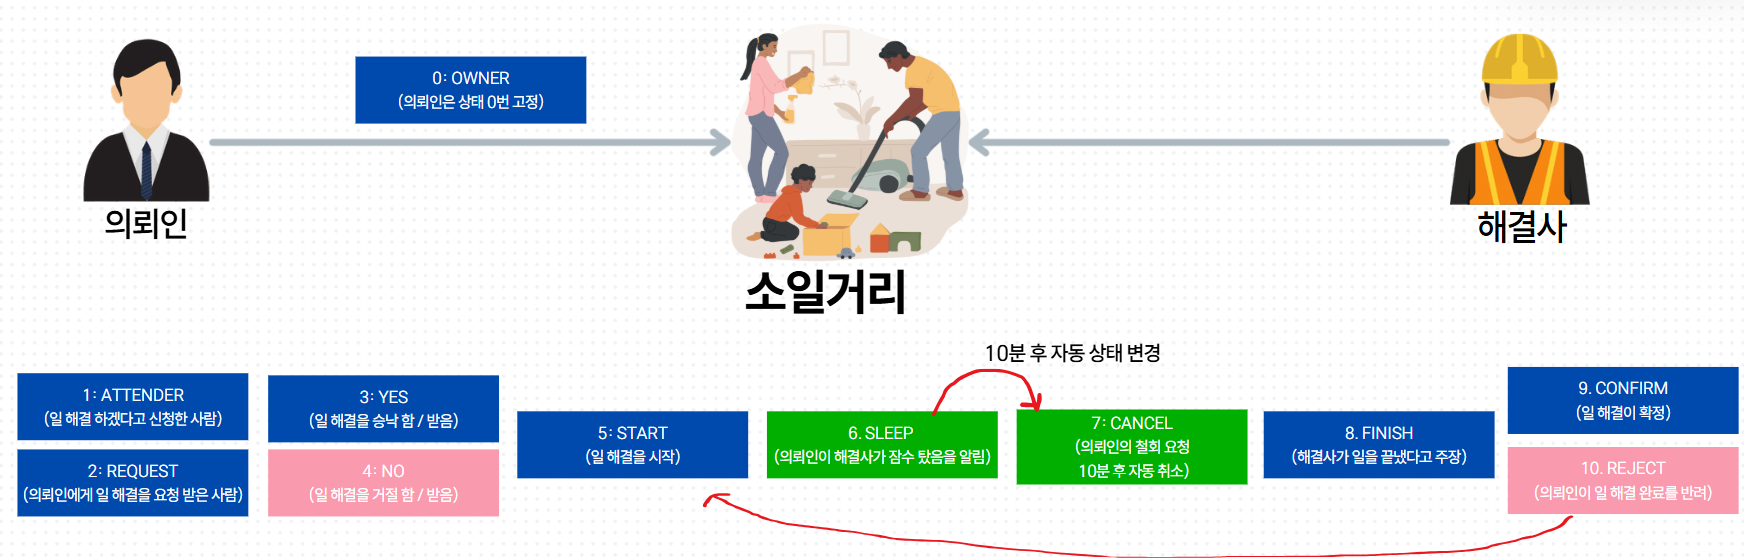 0: OWNER
(의뢰인은 상태 0번 고정)
의뢰인
해결사
소일거리
10분 후 자동 상태 변경
1: ATTENDER
(일 해결 하겠다고 신청한 사람)
2: REQUEST
(의뢰인에게 일 해결을 요청 받은 사람)
3: YES
(일 해결을 승낙 함 / 받음)
4: NO
(일 해결을 거절 함 / 받음)
5: START
(일 해결을 시작)
6. SLEEP
(의뢰인이 해결사가 잠수 탔음을 알림)
7: CANCEL
(의뢰인의 철회 요청
10분 후 자동 취소)
8. FINISH
(해결사가 일을 끝냈다고 주장)
9. CONFIRM
(일 해결이 확정)
10. REJECT
(의뢰인이 일 해결 완료를 반려)